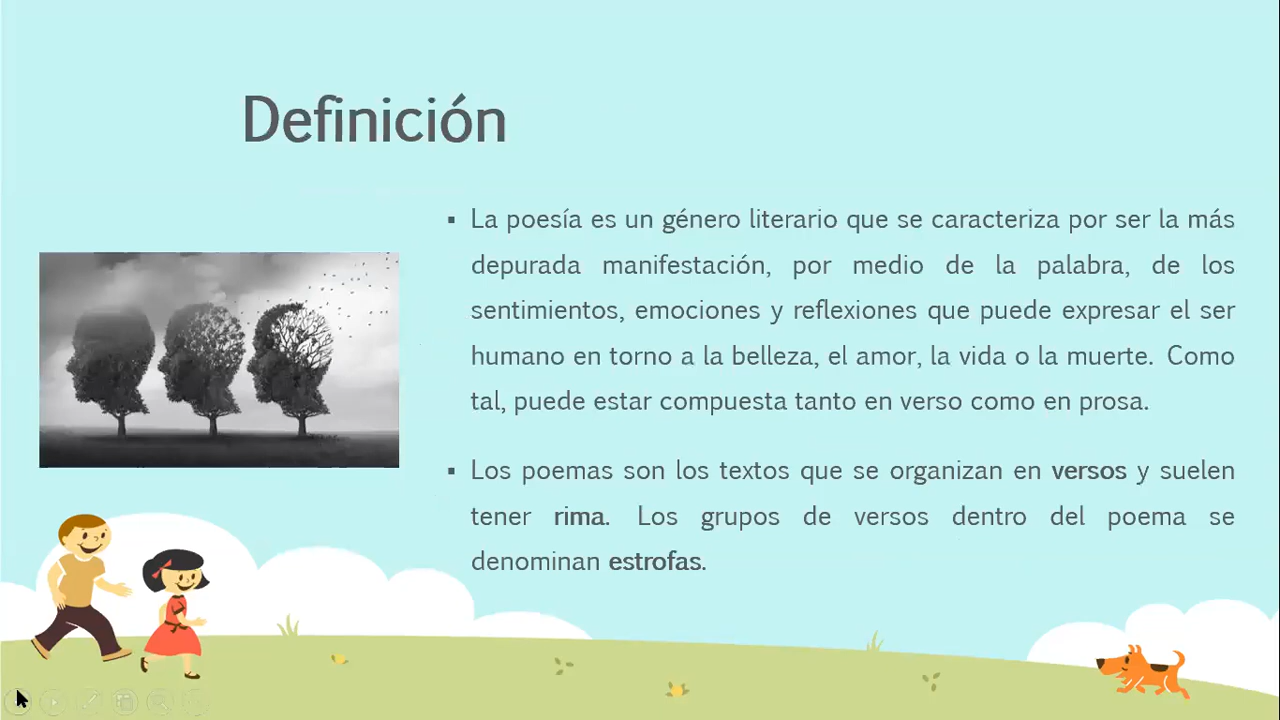 Definición
▪ La poesía es un género literario que se caracteriza por ser la más
depurada manifestación, por medio de la palabra, de los
sentimientos, emociones y reflexiones que puede expresar el ser
humano en torno a la belleza, el amor, la vida o la muerte. Como
tal, puede estar compuesta tanto en verso como en prosa.
▪ Los poemas son los textos que se organizan en versos y suelen
tener rima. Los grupos de versos dentro del poema se
denominan estrofas.